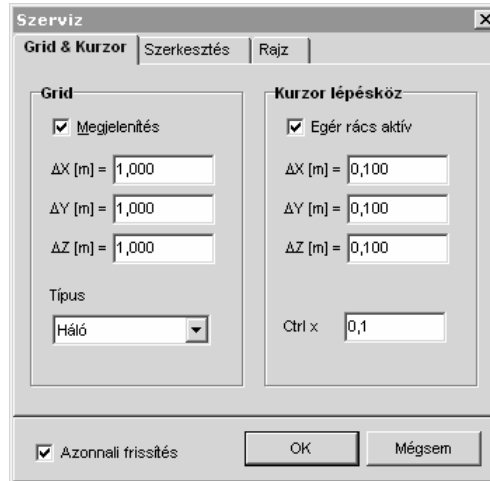 Szerviz
Grid & Kurzor Szerkesztés Rajz
Grid
Megjelenítés
ΔX [m] = 1,000
ΔY [m] = 1,000
ΔZ [m] = 1,000
Típus
Háló
Kurzor lépésköz
Egér rács aktív
ΔX [m] = 0,100
ΔY [m] = 0,100
ΔZ [m] = 0,100
Ctrl x 0,1
Azonnali frissítés OK Mégsem